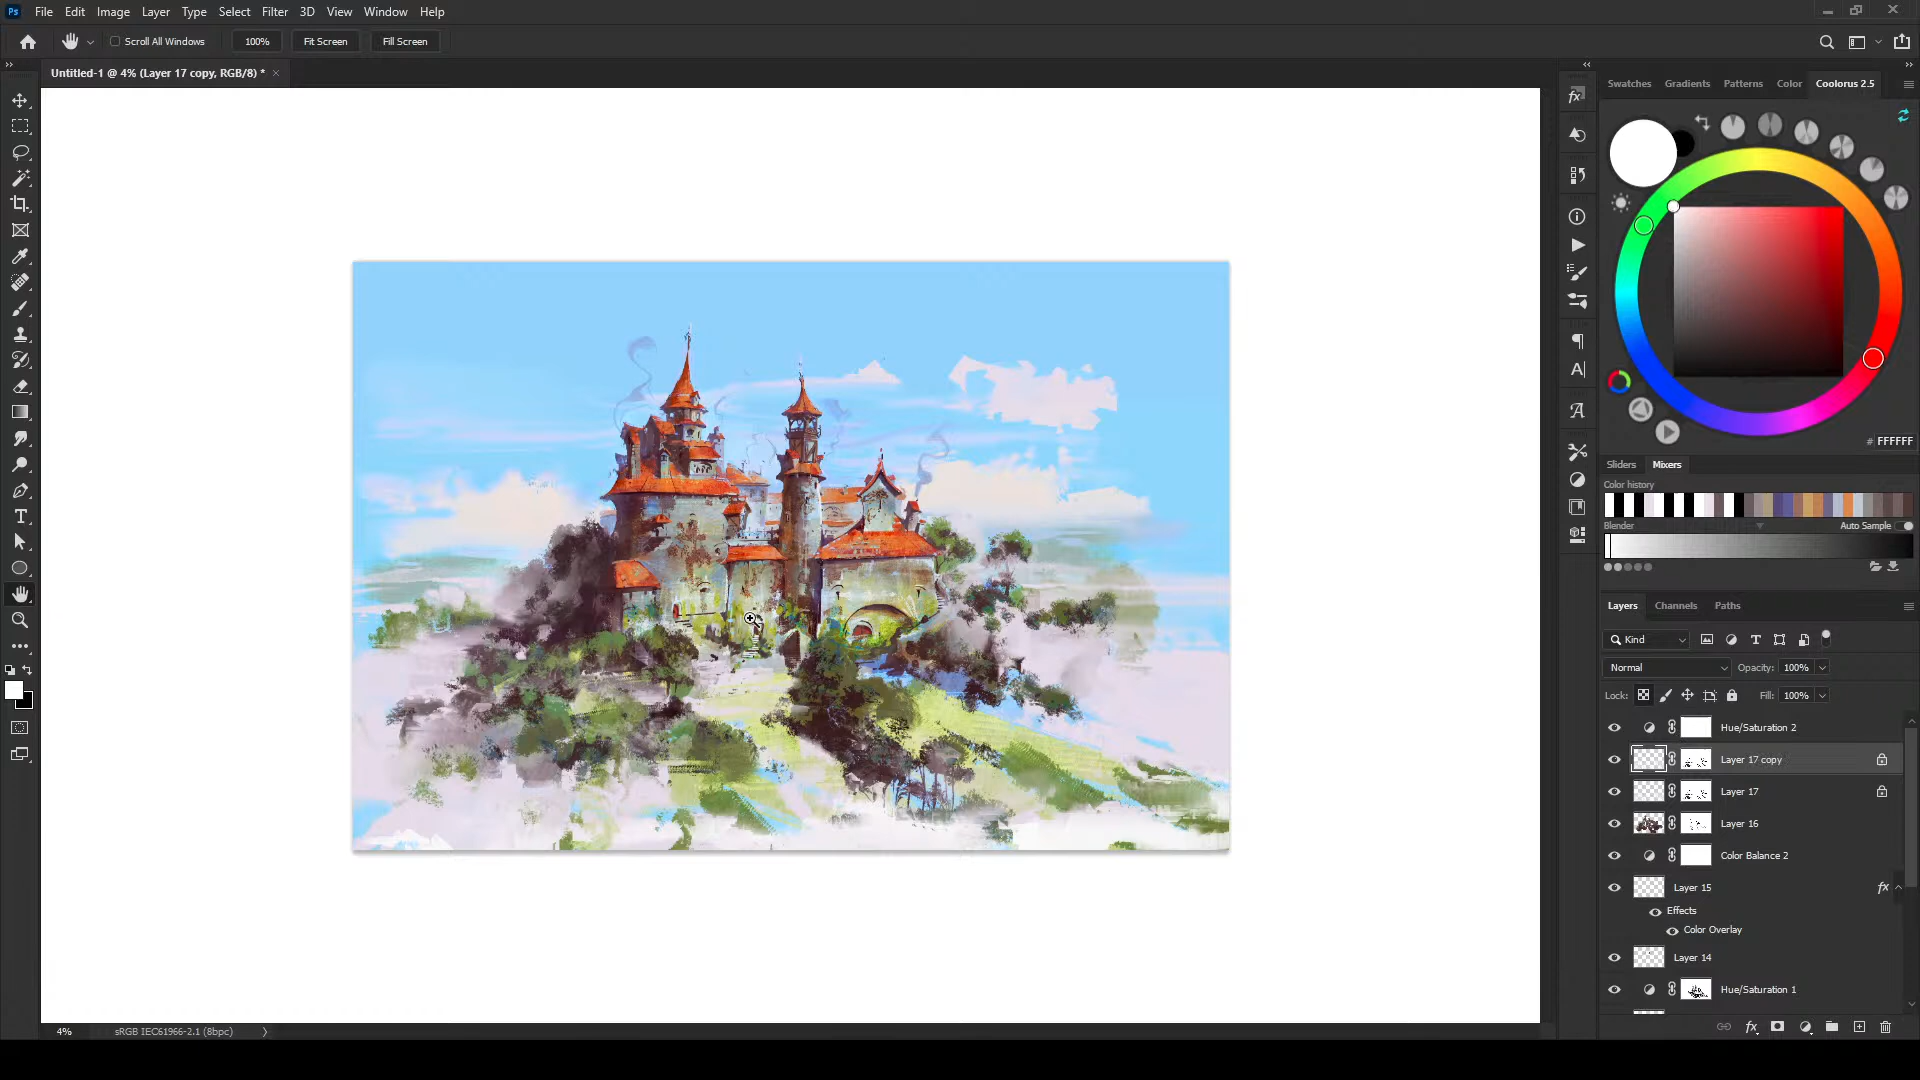 Ps File Edit Image Layer Type Select Filter 3D View Window Help
Scroll All Windows 100% Fit Screen Fill Screen
Untitled-1 @ 4% (Layer 17 copy, RGB/8) *
Swatches Gradients Patterns Color Coolorus 2.5
# FFFFFF
Sliders Mixers
Color history
Blender Auto Sample
Layers Channels Paths
Kind
Normal Opacity: 100%
Lock: Fill: 100%
Hue/Saturation 2
Layer 17 copy
Layer 17
Layer 16
Color Balance 2
Layer 15 fx
Effects
Color Overlay
Layer 14
Hue/Saturation 1
4% sRGB IEC61966-2.1 (8bpc)